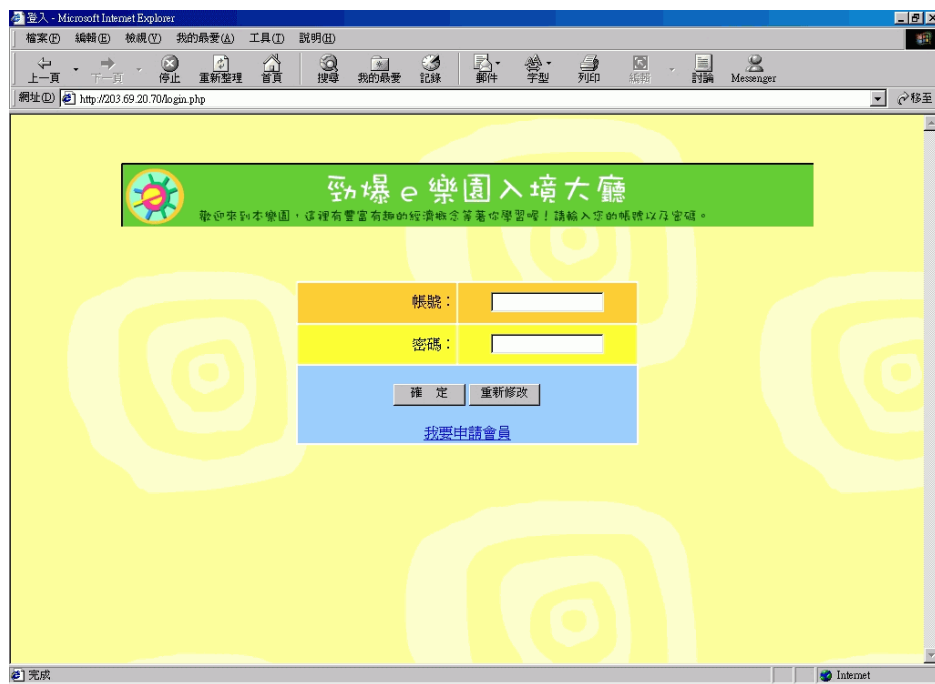 登入 - Microsoft Internet Explorer
檔案(F) 編輯(E) 檢視(V) 我的最愛(A) 工具(T) 說明(H)
上一頁 下一頁 停止 重新整理 首頁 搜尋 我的最愛 記錄 郵件 字型 列印 編輯 討論 Messenger
網址(D) http://203.69.20.70/login.php 移至
勁爆 e 樂園入境大廳
歡迎來到本樂園，這裡有豐富有趣的經濟概念等著你學習喔！請輸入您的帳號以及密碼。
帳號：
密碼：
確 定 重新修改
我要申請會員
完成 Internet